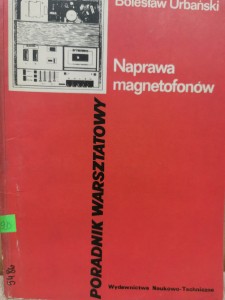 Bolesław Urbański
Naprawa
magnetofonów
PORADNIK WARSZTATOWY
Wydawnictwa Naukowo-Techniczne